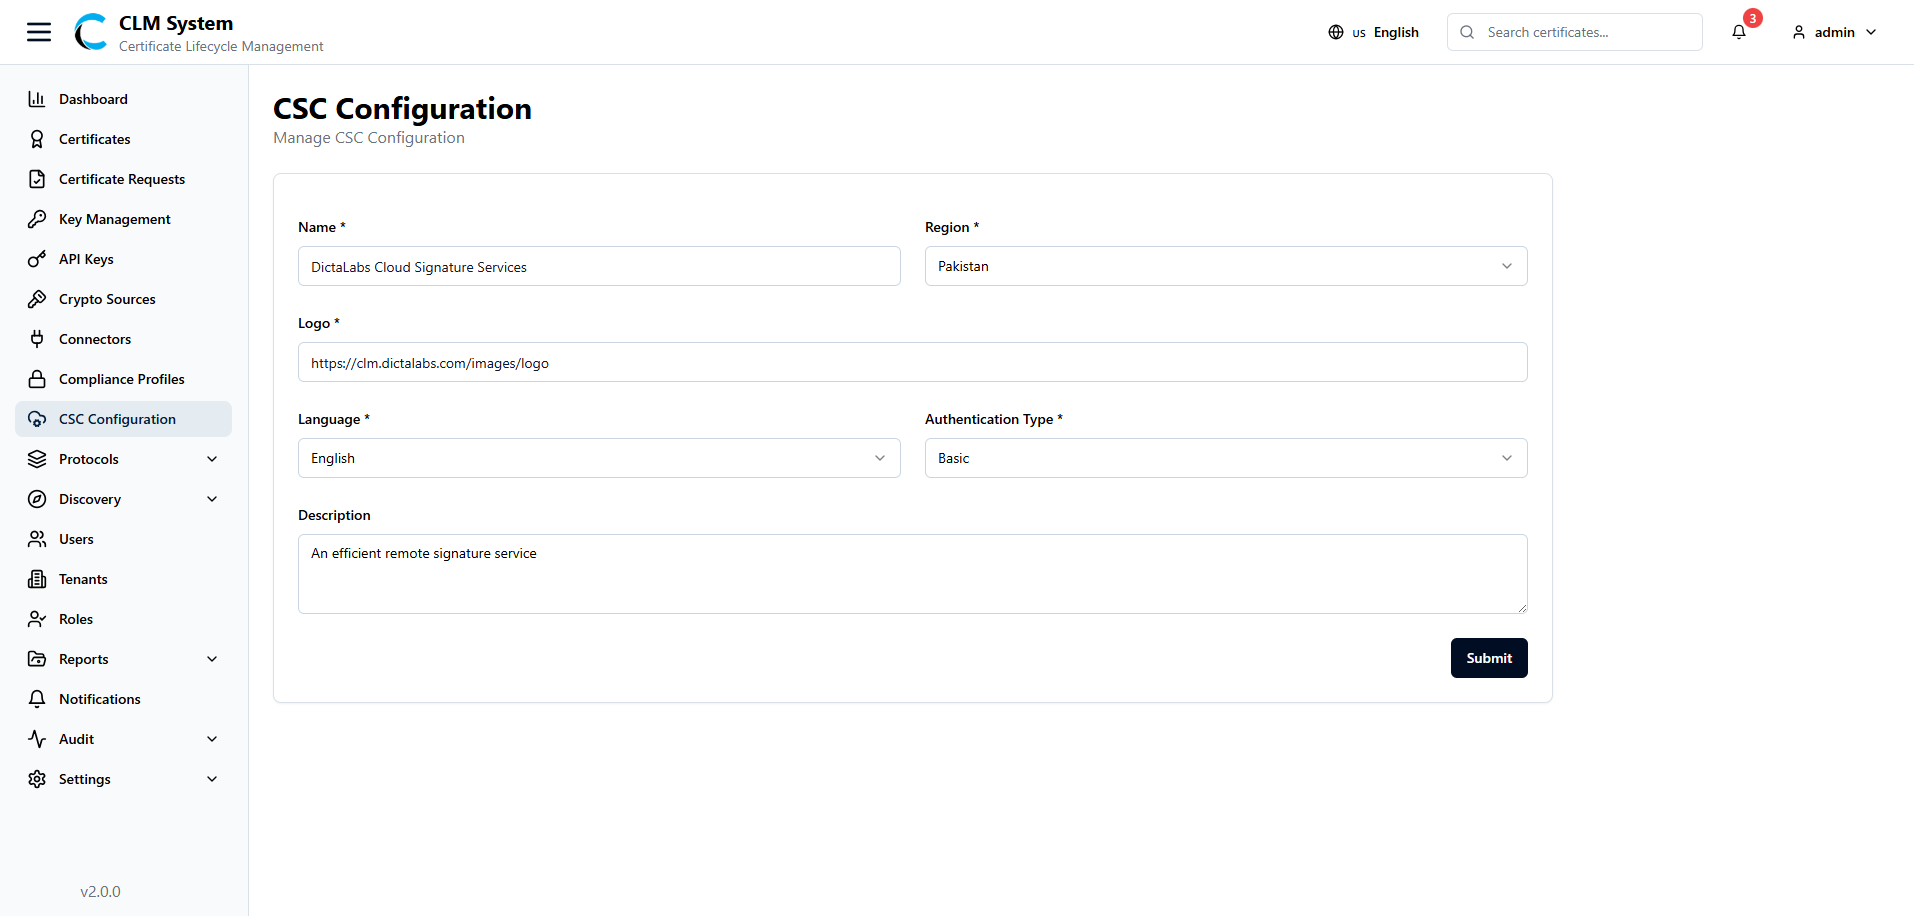 CLM System
Certificate Lifecycle Management
us English
Search certificates...
3
admin
Dashboard
Certificates
Certificate Requests
Key Management
API Keys
Crypto Sources
Connectors
Compliance Profiles
CSC Configuration
Protocols
Discovery
Users
Tenants
Roles
Reports
Notifications
Audit
Settings
v2.0.0
CSC Configuration
Manage CSC Configuration
Name *
Region *
DictaLabs Cloud Signature Services
Pakistan
Logo *
https://clm.dictalabs.com/images/logo
Language *
Authentication Type *
English
Basic
Description
An efficient remote signature service
Submit